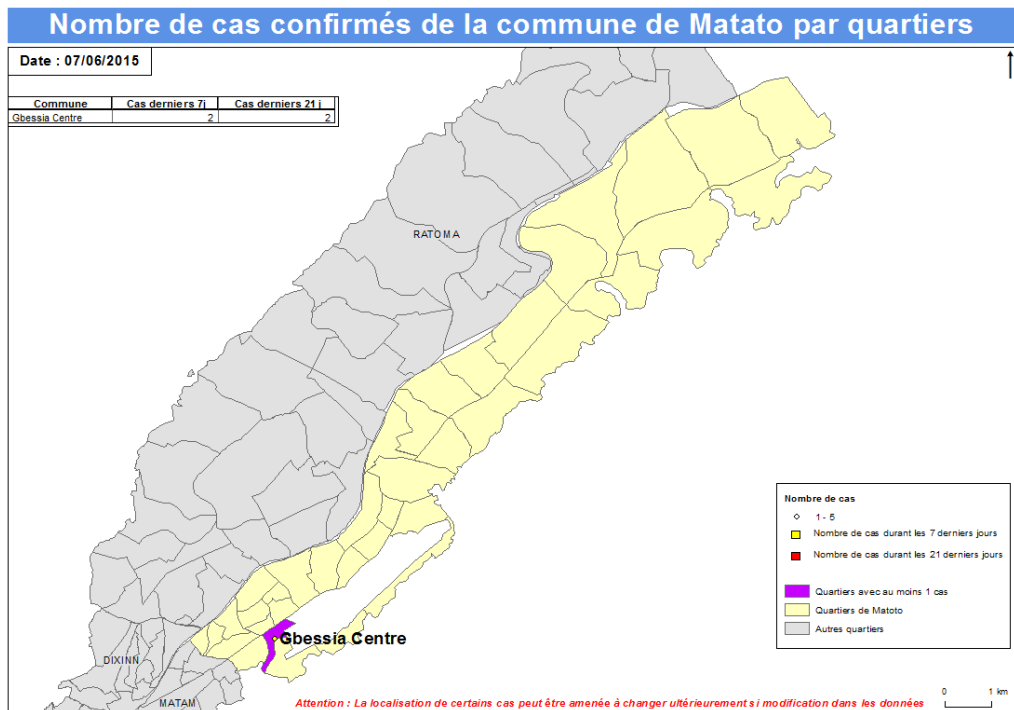 Nombre de cas confirmés de la commune de Matato par quartiers
Date : 07/06/2015
Commune Cas derniers 7j Cas derniers 21 j
Gbessia Centre 2 2
RATOMA
Nombre de cas
1 - 5
Nombre de cas durant les 7 derniers jours
Nombre de cas durant les 21 derniers jours
Quartiers avec au moins 1 cas
Quartiers de Matoto
Autres quartiers
Gbessia Centre
DIXINN
MATAM
0 1 km
Attention : La localisation de certains cas peut être amenée à changer ultérieurement si modification dans les données